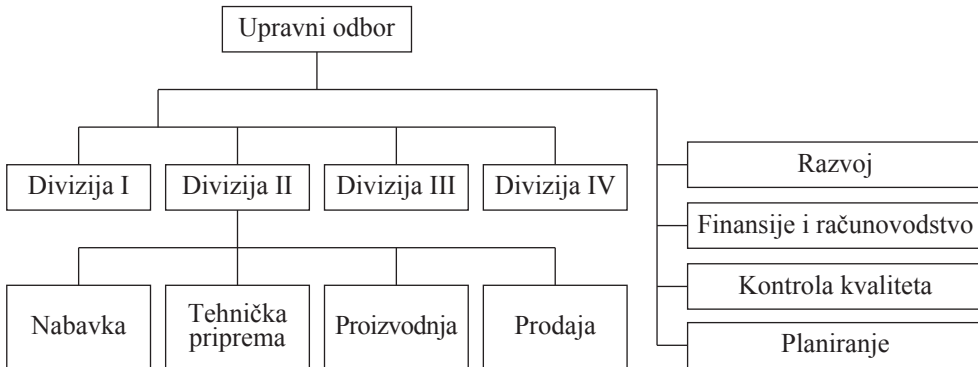 Upravni odbor
Divizija I
Divizija II
Divizija III
Divizija IV
Razvoj
Finansije i računovodstvo
Kontrola kvaliteta
Planiranje
Nabavka
Tehnička
priprema
Proizvodnja
Prodaja